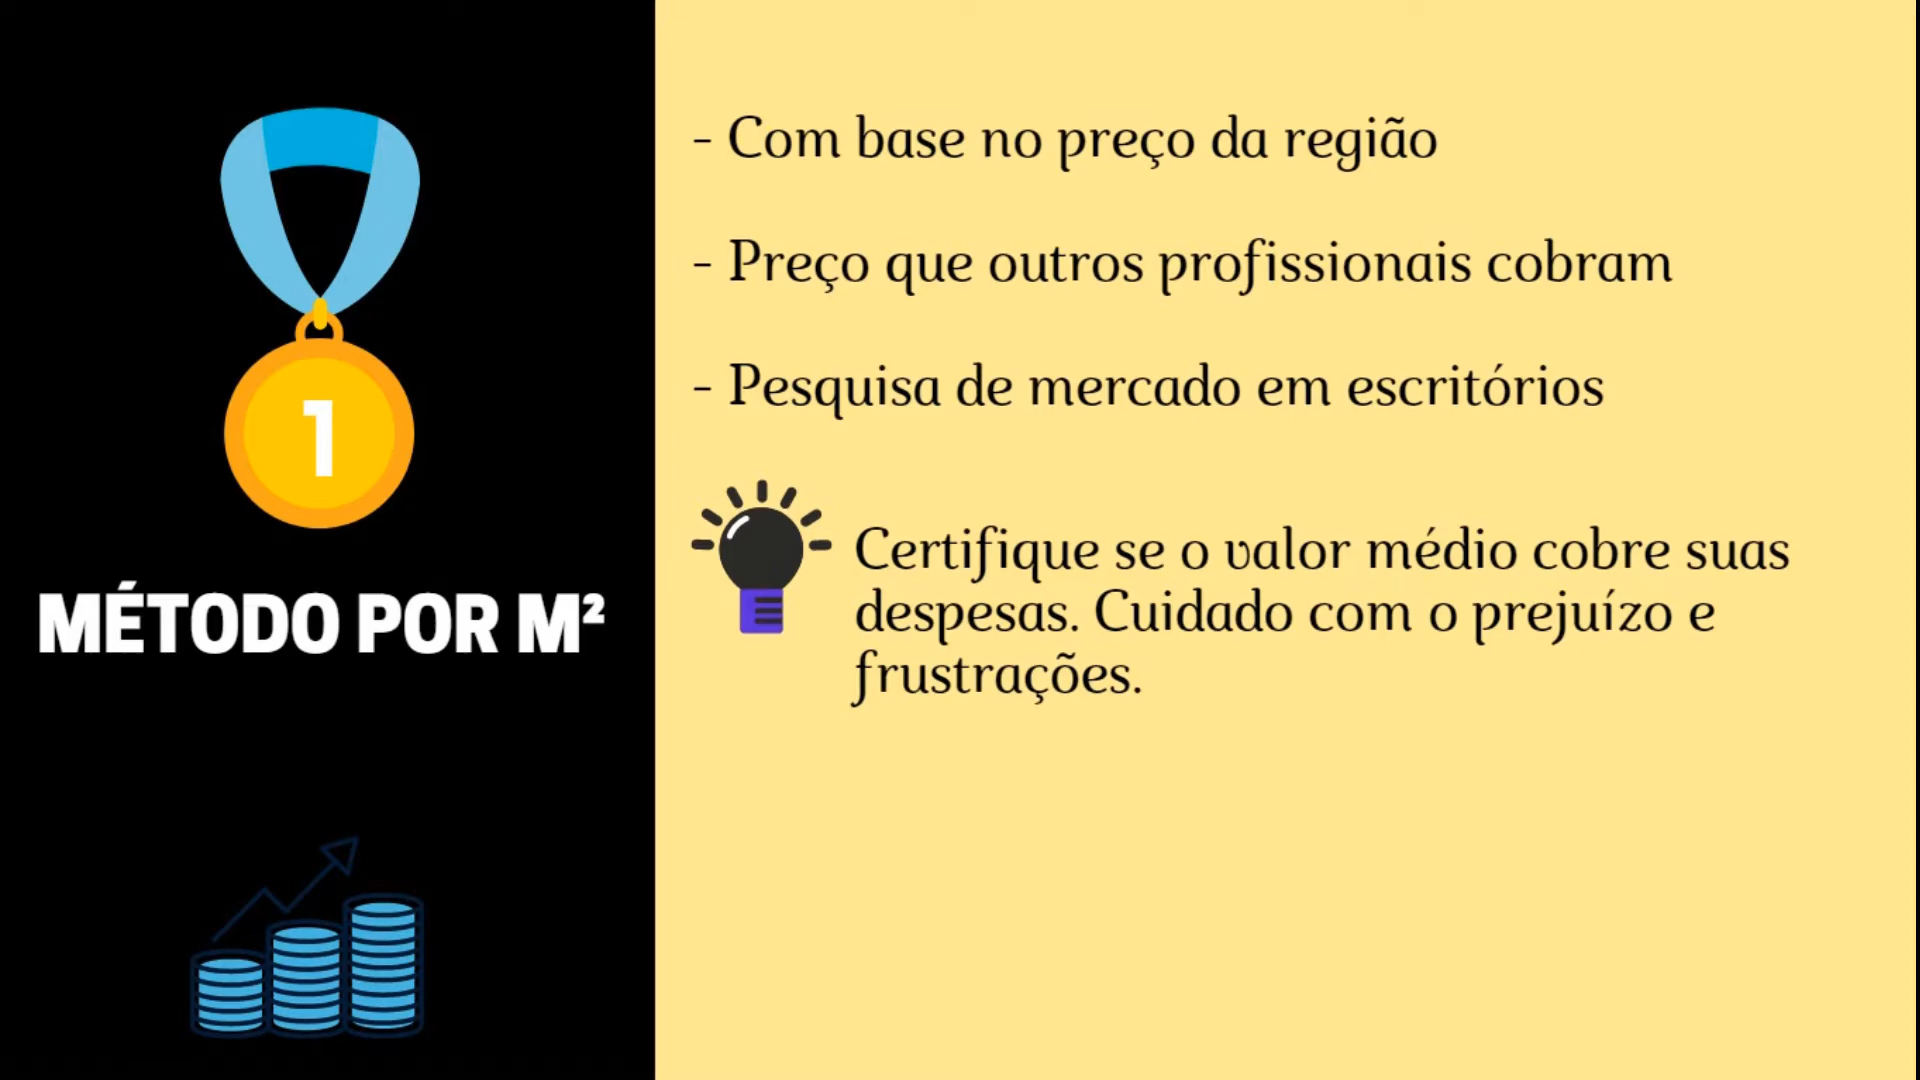 1
MÉTODO POR M²
- Com base no preço da região
- Preço que outros profissionais cobram
- Pesquisa de mercado em escritórios
Certifique se o valor médio cobre suas
despesas. Cuidado com o prejuízo e
frustrações.